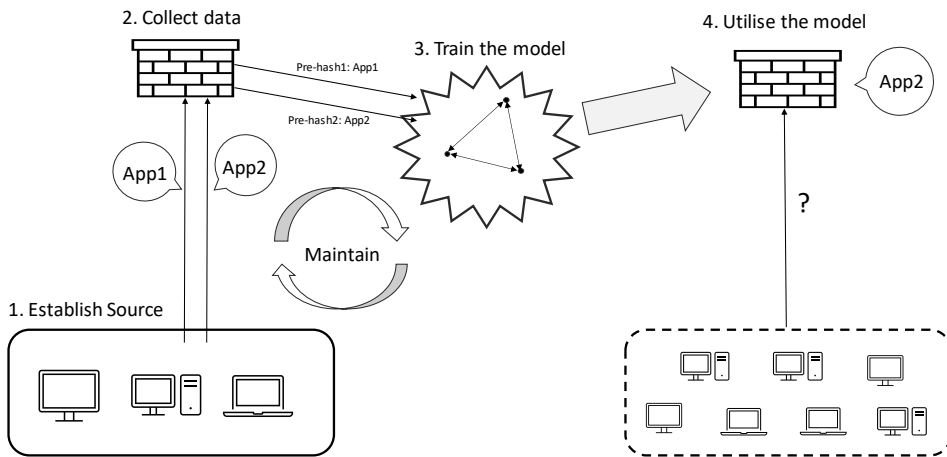 2. Collect data
4. Utilise the model
3. Train the model
Pre-hash1: App1
App2
Pre-hash2: App2
App1
App2
?
Maintain
1. Establish Source